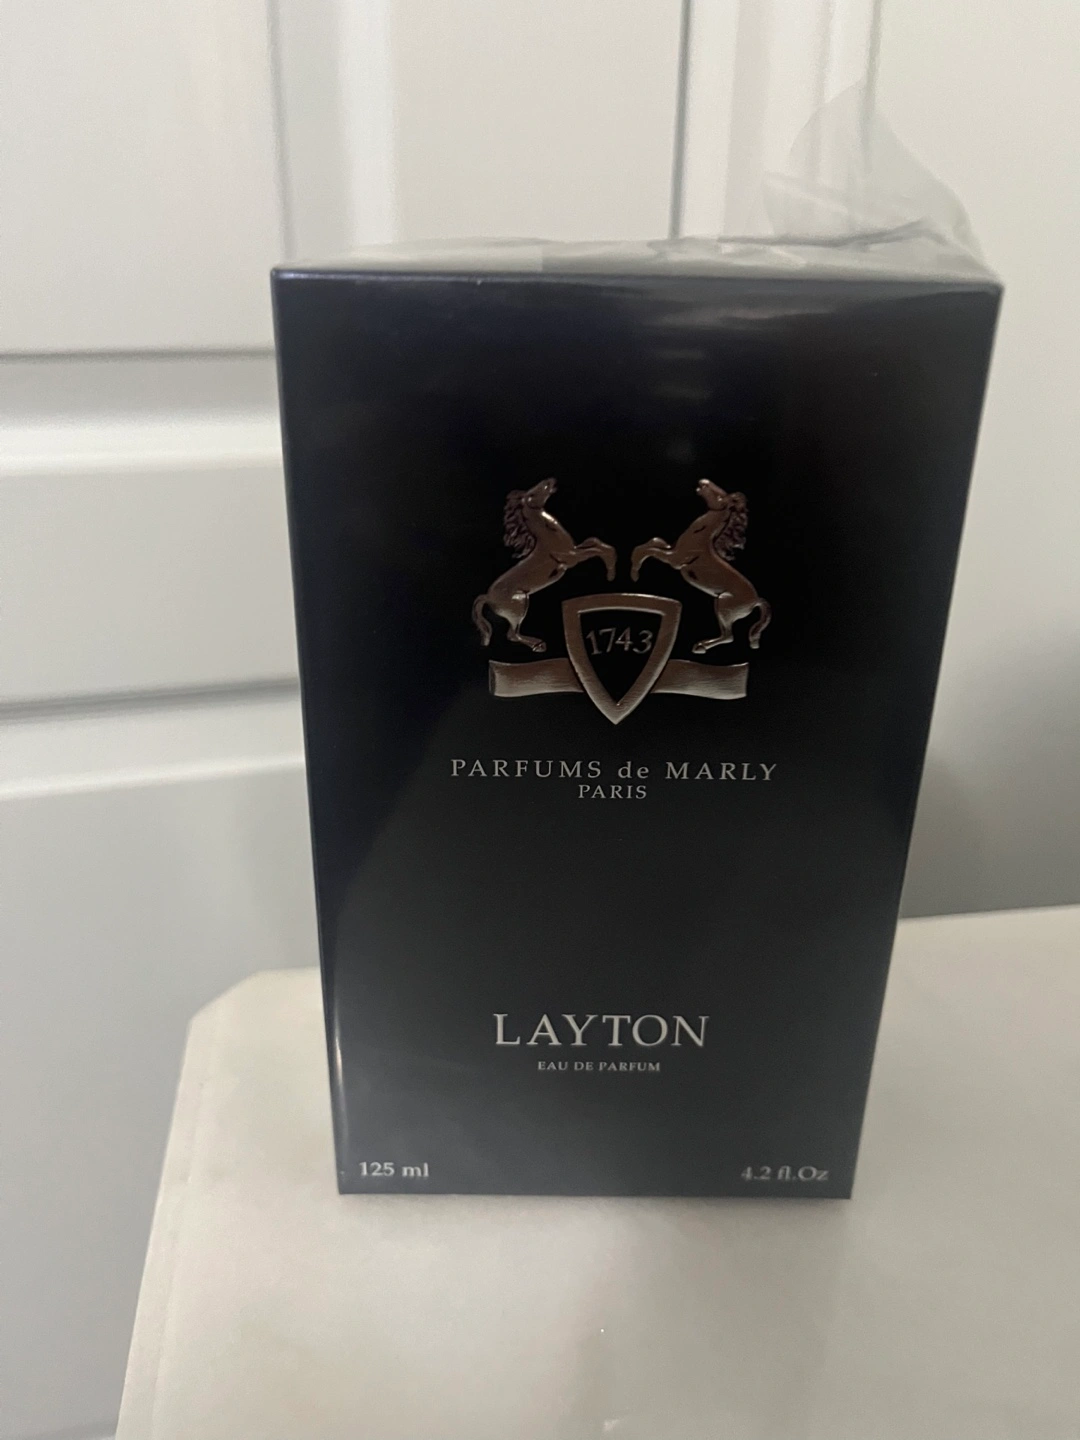 1743
PARFUMS de MARLY
PARIS
LAYTON
EAU DE PARFUM
125 ml
4.2 fl.Oz